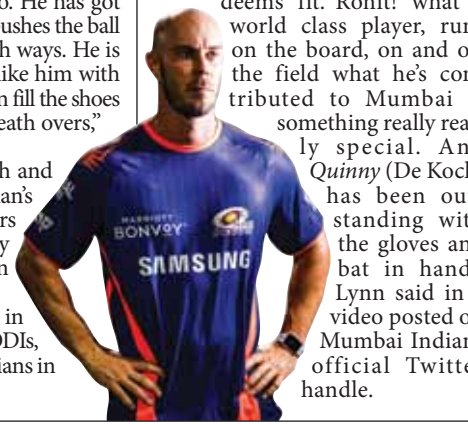 o. He has got
ushes the ball
h ways. He is
like him with
n fill the shoes
eath overs,”
h and
an’s
rs
y
n
in
DIs,
ians in
MARRIOTT
BONVOY
SAMSUNG
deems fit. Rohit! what
world class player, run
on the board, on and o
the field what he’s con
tributed to Mumbai
something really rea
ly special. An
Quinny (De Kock
has been ou
standing wit
the gloves an
bat in hand
Lynn said in
video posted o
Mumbai Indian
official Twitte
handle.